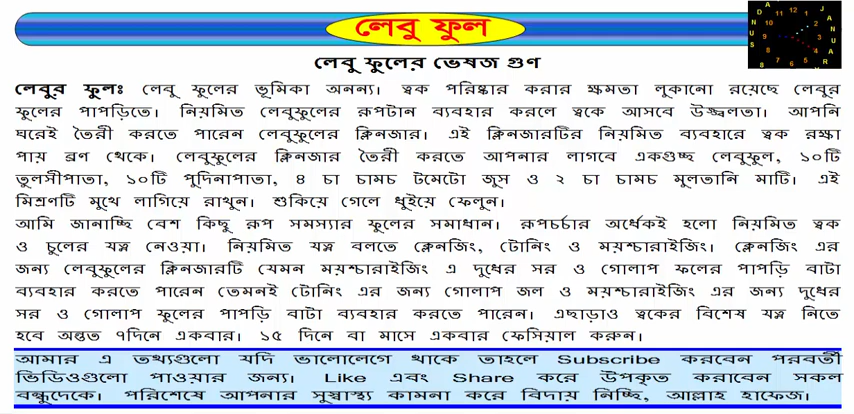 লেবু ফুল
লেবু ফুলের ভেষজ গুণ
লেবুর ফুলঃ লেবু ফুলের ভূমিকা অনন্য। ত্বক পরিষ্কার করার ক্ষমতা লুকানো রয়েছে লেবুর
ফুলের পাপড়িতে। নিয়মিত লেবুফুলের রূপটান ব্যবহার করলে ত্বকে আসবে উজ্জ্বলতা। আপনি
ঘরেই তৈরী করতে পারেন লেবুফুলের ক্লিনজার। এই ক্লিনজারটির নিয়মিত ব্যবহারে ত্বক রক্ষা
পায় ব্রণ থেকে। লেবুফুলের ক্লিনজার তৈরী করতে আপনার লাগবে একগুচ্ছ লেবুফুল, ১০টি
তুলসীপাতা, ১০টি পুদিনাপাতা, ৪ চা চামচ টমেটো জুস ও ২ চা চামচ মুলতানি মাটি। এই
মিশ্রণটি মুখে লাগিয়ে রাখুন। শুকিয়ে গেলে ধুইয়ে ফেলুন।
আমি জানাচ্ছি বেশ কিছু রূপ সমস্যার ফুলের সমাধান। রূপচর্চার অর্ধেকই হলো নিয়মিত ত্বক
ও চুলের যত্ন নেওয়া। নিয়মিত যত্ন বলতে ক্লেনজিং, টোনিং ও ময়শ্চারাইজিং। ক্লেনজিং এর
জন্য লেবুফুলের ক্লিনজারটি যেমন ময়শ্চারাইজিং এ দুধের সর ও গোলাপ ফলের পাপড়ি বাটা
ব্যবহার করতে পারেন তেমনই টোনিং এর জন্য গোলাপ জল ও ময়শ্চারাইজিং এর জন্য দুধের
সর ও গোলাপ ফুলের পাপড়ি বাটা ব্যবহার করতে পারেন। এছাড়াও ত্বকের বিশেষ যত্ন নিতে
হবে অন্তত ৭দিনে একবার। ১৫ দিনে বা মাসে একবার ফেসিয়াল করুন।
আমার এ তথ্যগুলো যদি ভালোলেগে থাকে তাহলে Subscribe করবেন পরবর্তী
ভিডিওগুলো পাওয়ার জন্য। Like এবং Share করে উপকৃত করাবেন সকল
বন্ধুদেকে। পরিশেষে আপনার সুস্বাস্থ্য কামনা করে বিদায় নিচ্ছি, আল্লাহ হাফেজ।